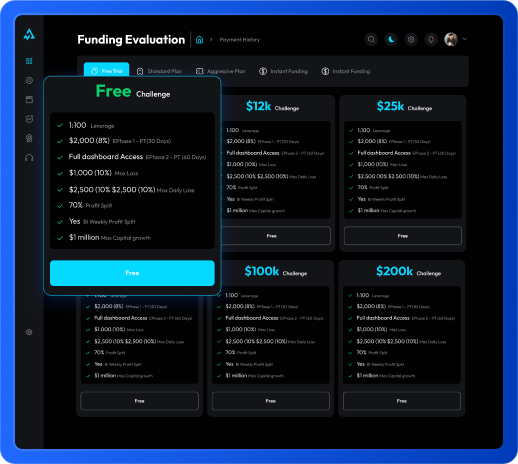 Funding Evaluation
Payment History
Free Trial
Standard Plan
Aggressive Plan
Instant Funding
Instant Funding
Free Challenge
1:100 Leverage
$2,000 (8%) EPhase 1 - PT(30 Days)
Full dashboard Access EPhase 2 - PT (60 Days)
$1,000 (10%) Max Loss
$2,500 (10% $2,500 (10%) Max Daily Loss
70% Profit Split
Yes Bi Weekly Profit Split
$1 million Max Capital growth
Free
$12k Challenge
1:100 Leverage
$2,000 (8%) EPhase 1 - PT(30 Days)
Full dashboard Access EPhase 2 - PT (60 Days)
$1,000 (10%) Max Loss
$2,500 (10% $2,500 (10%) Max Daily Loss
70% Profit Split
Yes Bi Weekly Profit Split
$1 million Max Capital growth
Free
$25k Challenge
1:100 Leverage
$2,000 (8%) EPhase 1 - PT(30 Days)
Full dashboard Access EPhase 2 - PT (60 Days)
$1,000 (10%) Max Loss
$2,500 (10% $2,500 (10%) Max Daily Loss
70% Profit Split
Yes Bi Weekly Profit Split
$1 million Max Capital growth
Free
1:100 Leverage
$2,000 (8%) EPhase 1 - PT(30 Days)
Full dashboard Access EPhase 2 - PT (60 Days)
$1,000 (10%) Max Loss
$2,500 (10% $2,500 (10%) Max Daily Loss
70% Profit Split
Yes Bi Weekly Profit Split
$1 million Max Capital growth
Free
$100k Challenge
1:100 Leverage
$2,000 (8%) EPhase 1 - PT(30 Days)
Full dashboard Access EPhase 2 - PT (60 Days)
$1,000 (10%) Max Loss
$2,500 (10% $2,500 (10%) Max Daily Loss
70% Profit Split
Yes Bi Weekly Profit Split
$1 million Max Capital growth
Free
$200k Challenge
1:100 Leverage
$2,000 (8%) EPhase 1 - PT(30 Days)
Full dashboard Access EPhase 2 - PT (60 Days)
$1,000 (10%) Max Loss
$2,500 (10% $2,500 (10%) Max Daily Loss
70% Profit Split
Yes Bi Weekly Profit Split
$1 million Max Capital growth
Free